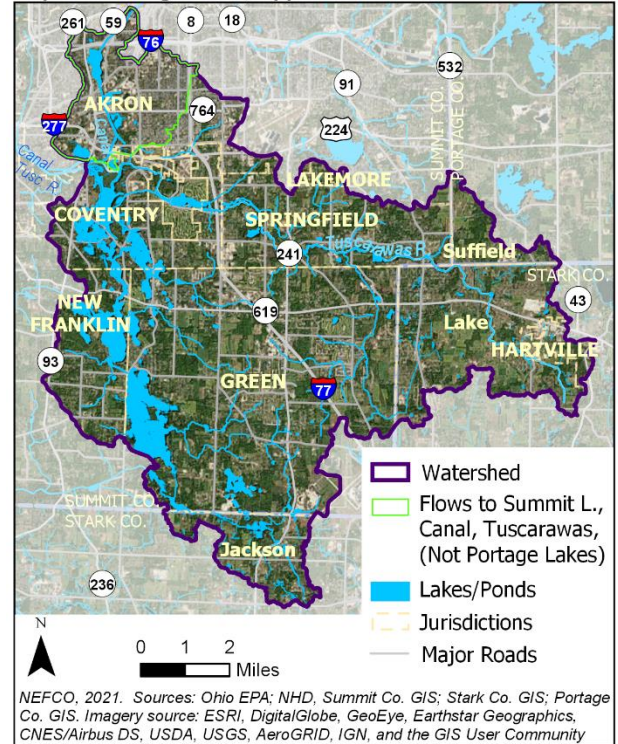 261
59
8
18
76
532
91
AKRON
764
224
277
SUMMIT CO.
PORTAGE CO.
Canal
Tusc R.
LAKEMORE
COVENTRY
SPRINGFIELD
Tuscarawas R.
Suffield
241
STARK CO.
43
NEW
FRANKLIN
619
Lake
HARTVILLE
93
GREEN
77
SUMMIT CO.
STARK CO.
Jackson
236
Watershed
Flows to Summit L.,
Canal, Tuscarawas,
(Not Portage Lakes)
Lakes/Ponds
Jurisdictions
Major Roads
N
0 1 2
Miles
NEFCO, 2021. Sources: Ohio EPA; NHD, Summit Co. GIS; Stark Co. GIS; Portage
Co. GIS. Imagery source: ESRI, DigitalGlobe, GeoEye, Earthstar Geographics,
CNES/Airbus DS, USDA, USGS, AeroGRID, IGN, and the GIS User Community